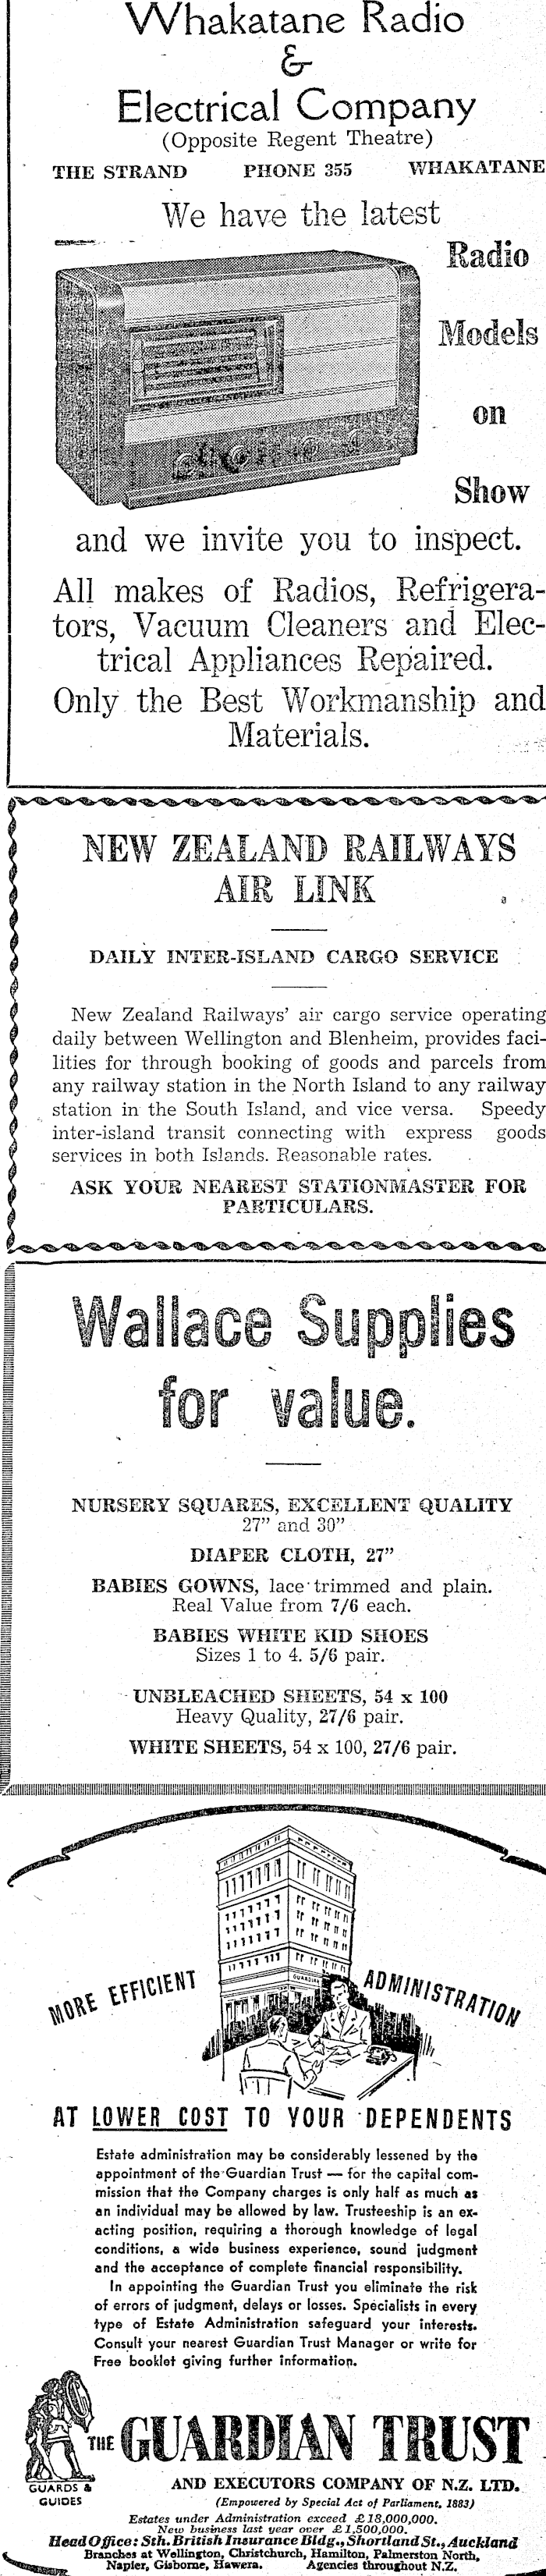 Whakatane Radio
&
Electrical Company
(Opposite Regent Theatre)
THE STRAND PHONE 355 WHAKATANE
We have the latest
Radio
Models
on
Show
and we invite you to inspect.
All makes of Radios, Refrigera-
tors, Vacuum Cleaners and Elec-
trical Appliances Repaired.
Only the Best Workmanship and
Materials.
NEW ZEALAND RAILWAYS
AIR LINK
DAILY INTER-ISLAND CARGO SERVICE
New Zealand Railways' air cargo service operating
daily between Wellington and Blenheim, provides faci-
lities for through booking of goods and parcels from
any railway station in the North Island to any railway
station in the South Island, and vice versa. Speedy
inter-island transit connecting with express goods
services in both Islands. Reasonable rates.
ASK YOUR NEAREST STATIONMASTER FOR
PARTICULARS.
Wallace Supplies
for value.
NURSERY SQUARES, EXCELLENT QUALITY
27" and 30"
DIAPER CLOTH, 27"
BABIES GOWNS, lace trimmed and plain.
Real Value from 7/6 each.
BABIES WHITE KID SHOES
Sizes 1 to 4. 5/6 pair.
UNBLEACHED SHEETS, 54 x 100
Heavy Quality, 27/6 pair.
WHITE SHEETS, 54 x 100, 27/6 pair.
GUARDIAN
MORE EFFICIENT ADMINISTRATION
AT LOWER COST TO YOUR DEPENDENTS
Estate administration may be considerably lessened by the
appointment of the Guardian Trust — for the capital com-
mission that the Company charges is only half as much as
an individual may be allowed by law. Trusteeship is an ex-
acting position, requiring a thorough knowledge of legal
conditions, a wide business experience, sound judgment
and the acceptance of complete financial responsibility.
In appointing the Guardian Trust you eliminate the risk
of errors of judgment, delays or losses. Specialists in every
type of Estate Administration safeguard your interests.
Consult your nearest Guardian Trust Manager or write for
Free booklet giving further information.
THE GUARDIAN TRUST
GUARDS &
GUIDES
AND EXECUTORS COMPANY OF N.Z. LTD.
(Empowered by Special Act of Parliament, 1883)
Estates under Administration exceed £18,000,000.
New business last year over £1,500,000.
Head Office: Sth. British Insurance Bldg., Shortland St., Auckland
Branches at Wellington, Christchurch, Hamilton, Palmerston North,
Napier, Gisborne, Hawera. Agencies throughout N.Z.